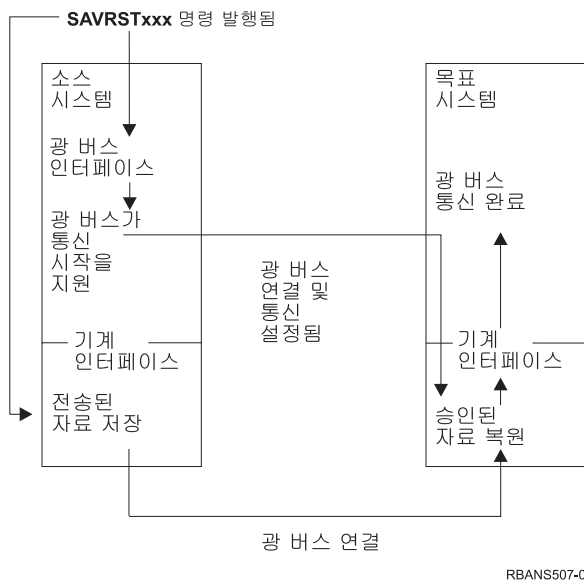 SAVRSTxxx 명령 발행됨
소스
시스템
광 버스
인터페이스
광 버스가
통신
시작을
지원
기계
인터페이스
전송된
자료 저장
광 버스
연결 및
통신
설정됨
목표
시스템
광 버스
통신 완료
기계
인터페이스
승인된
자료 복원
광 버스 연결
RBANS507-0